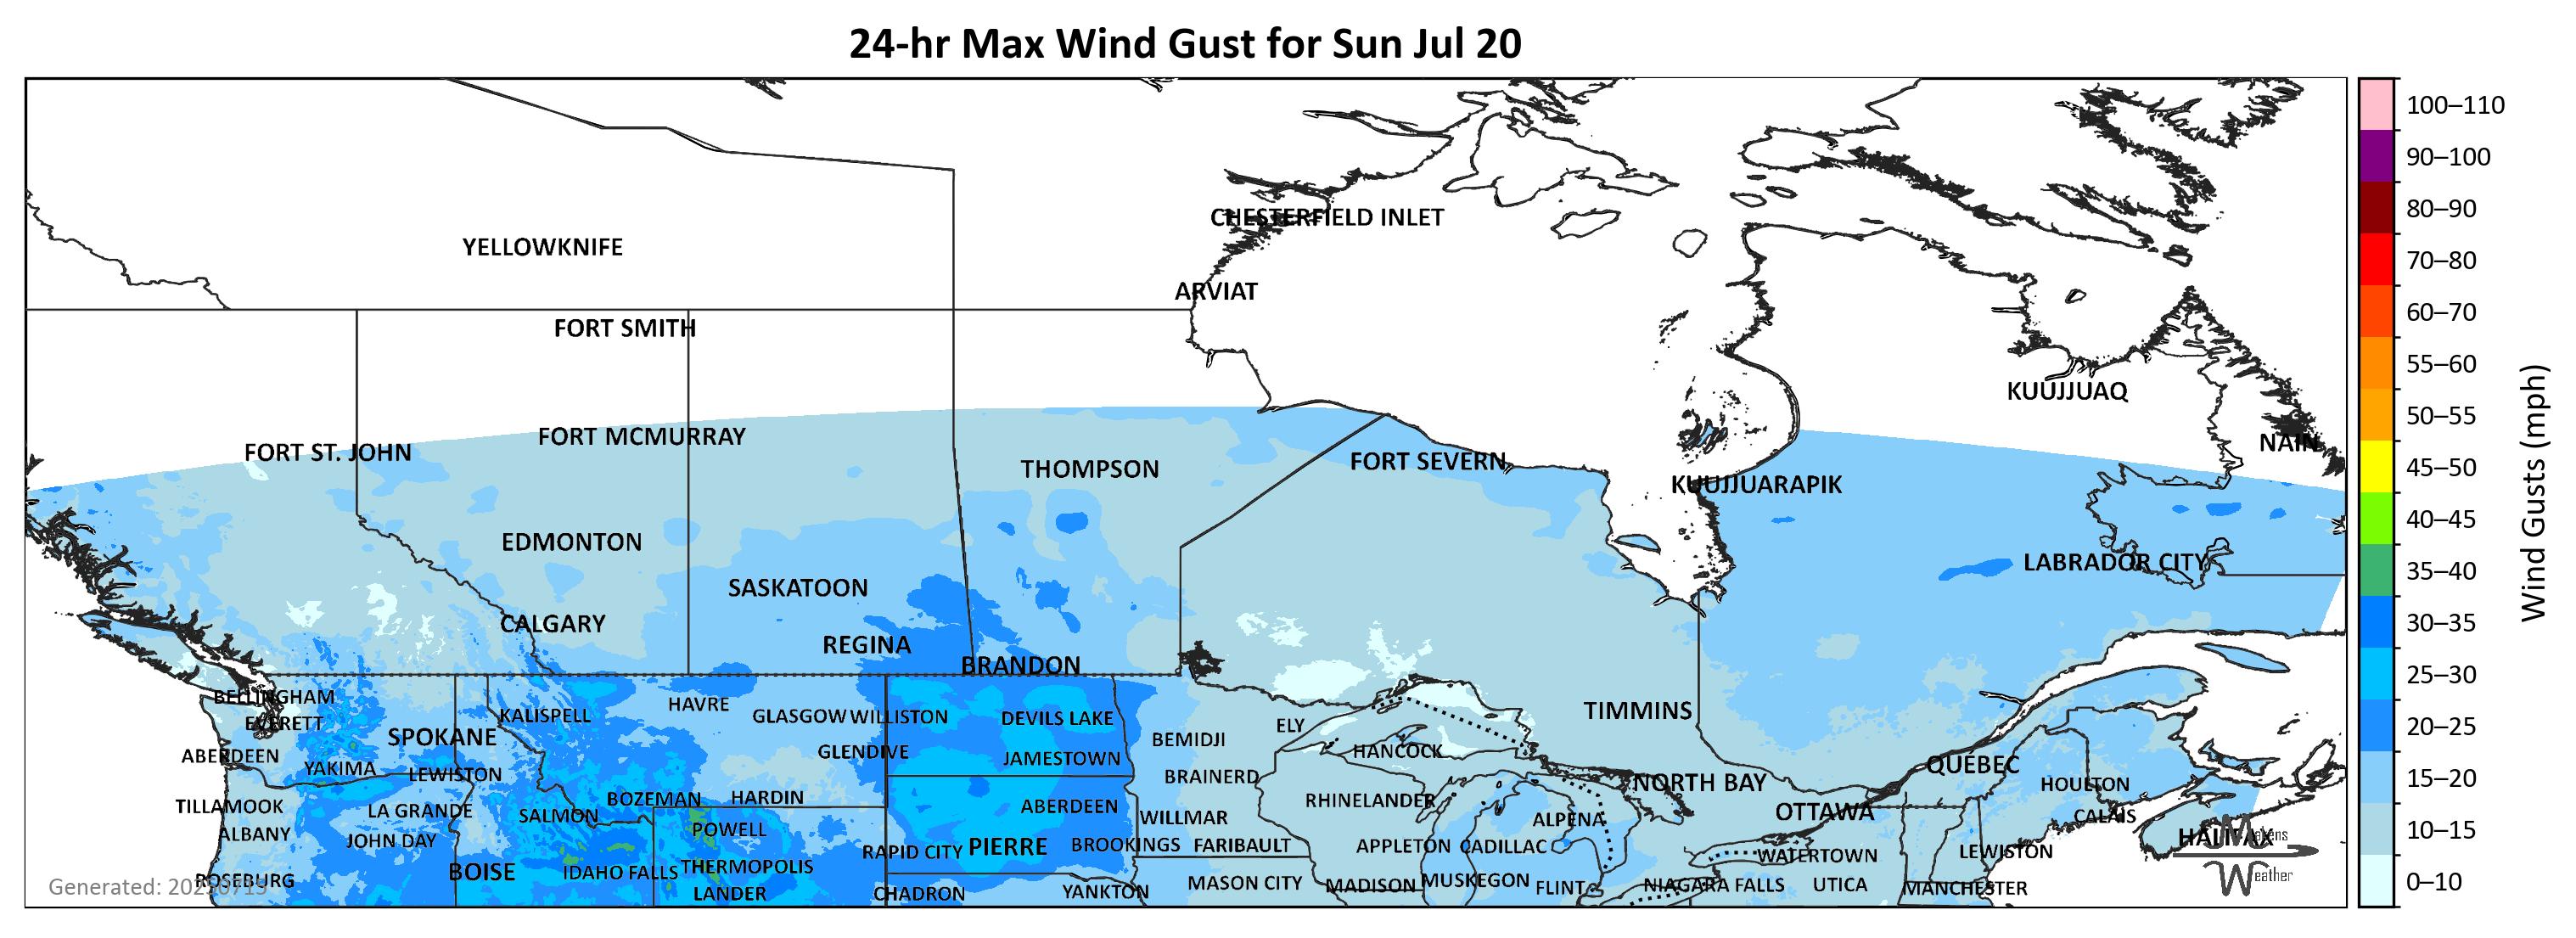 24-hr Max Wind Gust for Sun Jul 20
100–110
90–100
CHESTERFIELD INLET
80–90
YELLOWKNIFE
70–80
ARVIAT
60–70
FORT SMITH
55–60
KUUJJUAQ
50–55
FORT MCMURRAY
NAIN
FORT ST. JOHN
FORT SEVERN
THOMPSON
45–50
KUUJJUARAPIK
40–45
Wind Gusts (mph)
EDMONTON
LABRADOR CITY
35–40
SASKATOON
CALGARY
30–35
REGINA
BRANDON
25–30
BELLINGHAM
HAVRE
TIMMINS
KALISPELL
GLASGOW
WILLISTON
DEVILS LAKE
EVERETT
ELY
20–25
SPOKANE
BEMIDJI
ABERDEEN
GLENDIVE
JAMESTOWN
HANCOCK
QUÉBEC
YAKIMA
LEWISTON
BRAINERD
15–20
NORTH BAY
HOULTON
BOZEMAN
HARDIN
RHINELANDER
TILLAMOOK
LA GRANDE
SALMON
ABERDEEN
WILLMAR
OTTAWA
CALAIS
ALPENA
10–15
ALBANY
POWELL
HALIFAX
Makens
Weather
JOHN DAY
RAPID CITY
PIERRE
BROOKINGS
FARIBAULT
APPLETON
CADILLAC
WATERTOWN
LEWISTON
BOISE
IDAHO FALLS
THERMOPOLIS
ROSEBURG
MASON CITY
MADISON
MUSKEGON
FLINT
NIAGARA FALLS
UTICA
MANCHESTER
0–10
LANDER
CHADRON
YANKTON
Generated: 20250715